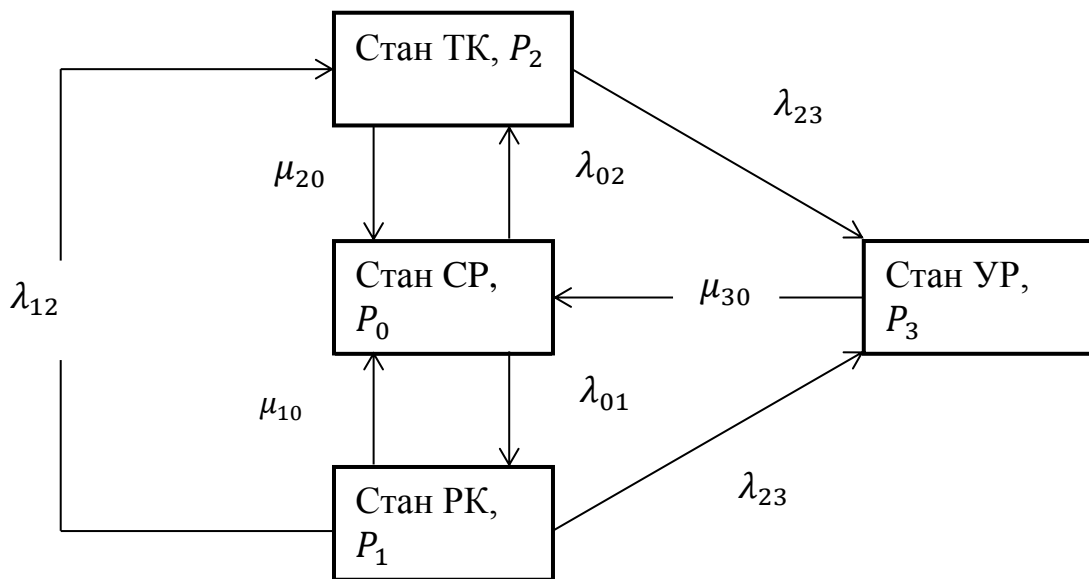 Стан ТК, P₂
λ₂₃
μ₂₀
λ₀₂
Стан СР,
P₀
μ₃₀
Стан УР,
P₃
λ₁₂
μ₁₀
λ₀₁
λ₂₃
Стан РК,
P₁